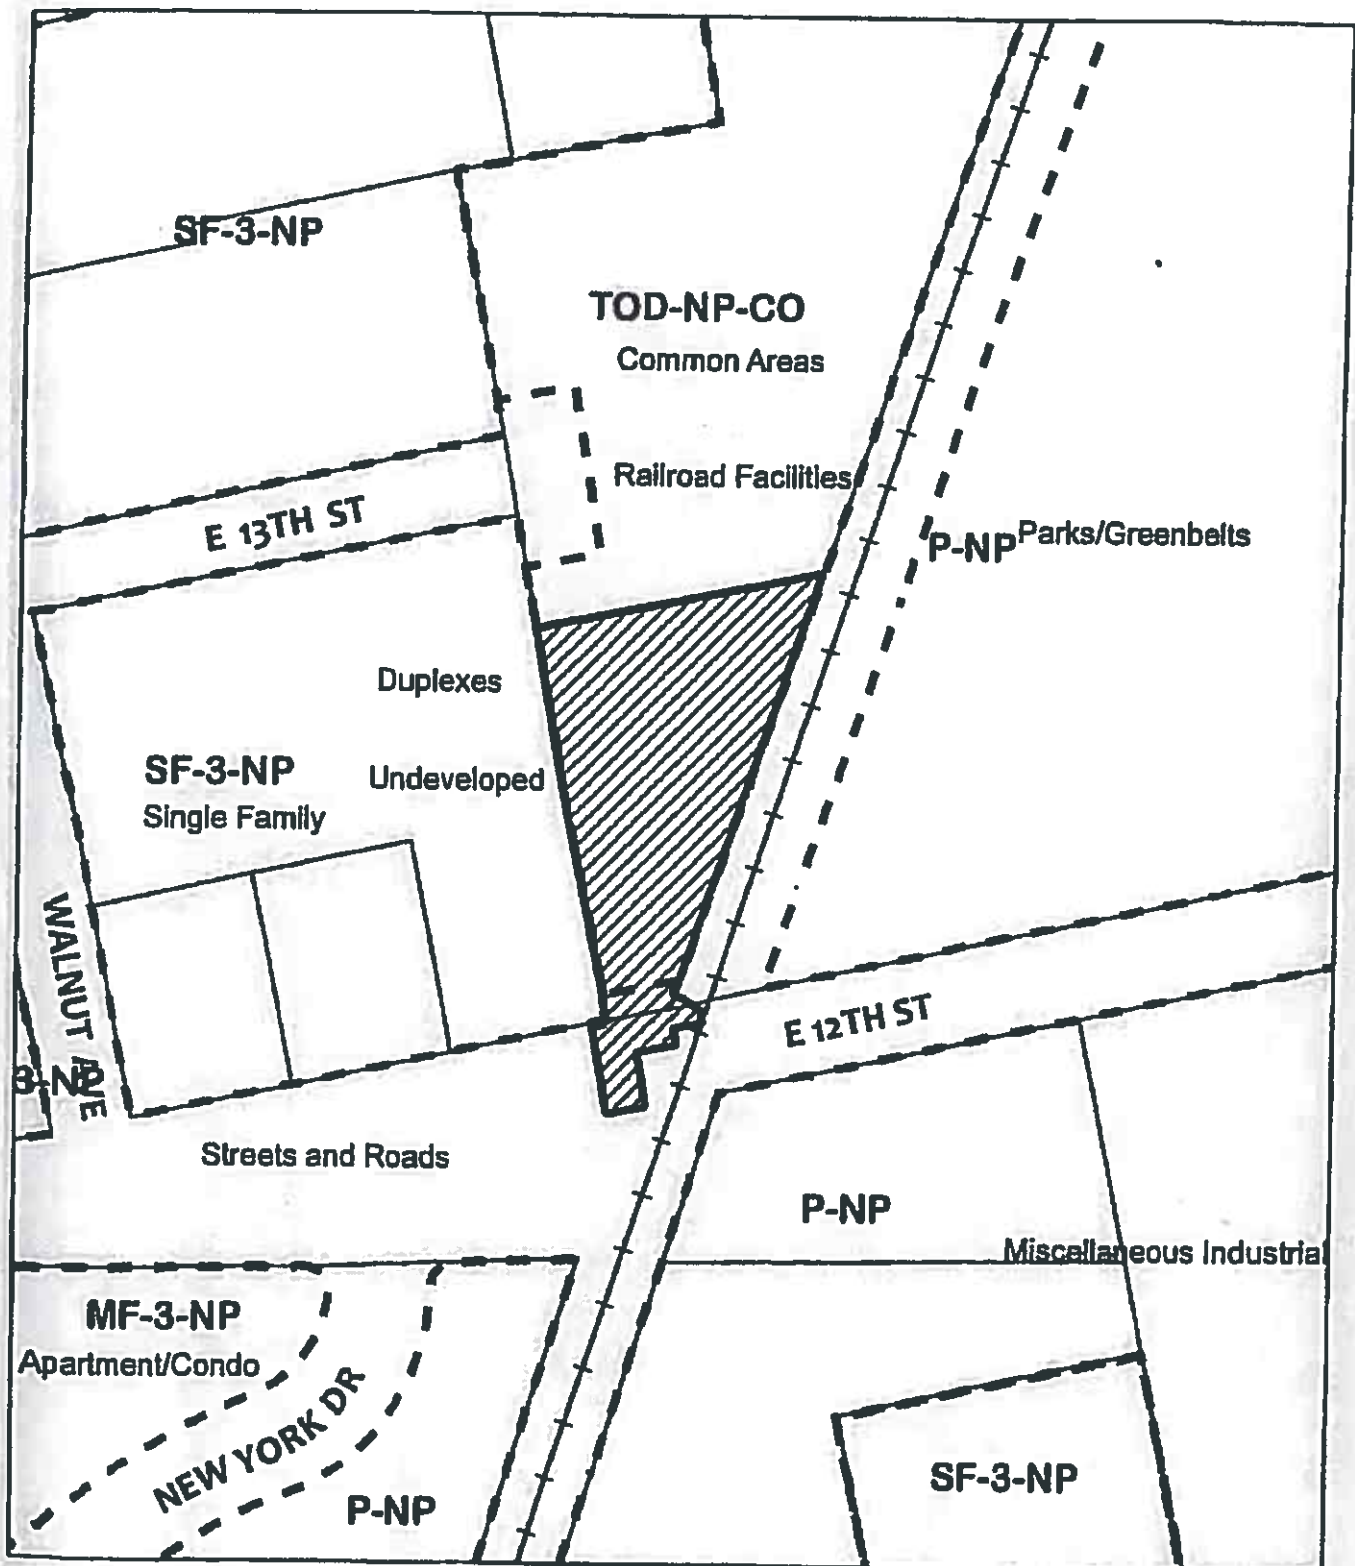 SF-3-NP
TOD-NP-CO
Common Areas
Railroad Facilities
E 13TH ST
P-NP
Parks/Greenbelts
Duplexes
SF-3-NP
Undeveloped
Single Family
WALNUT AVE
E 12TH ST
3-NP
Streets and Roads
P-NP
Miscellaneous Industrial
MF-3-NP
Apartment/Condo
NEW YORK DR
SF-3-NP
P-NP